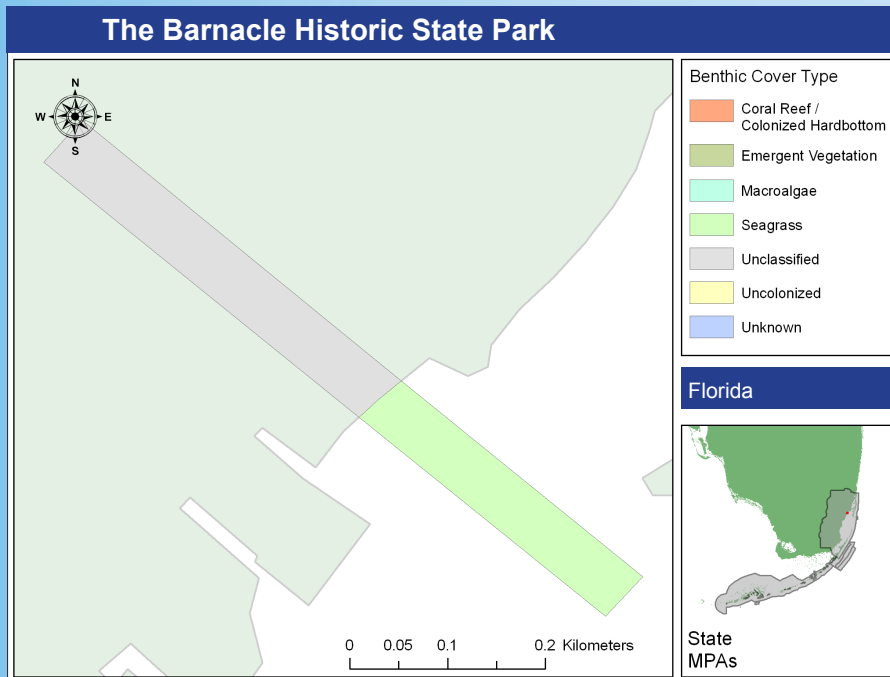 The Barnacle Historic State Park
N
W E
S
Benthic Cover Type
Coral Reef /
Colonized Hardbottom
Emergent Vegetation
Macroalgae
Seagrass
Unclassified
Uncolonized
Unknown
Florida
State
MPAs
0 0.05 0.1 0.2 Kilometers